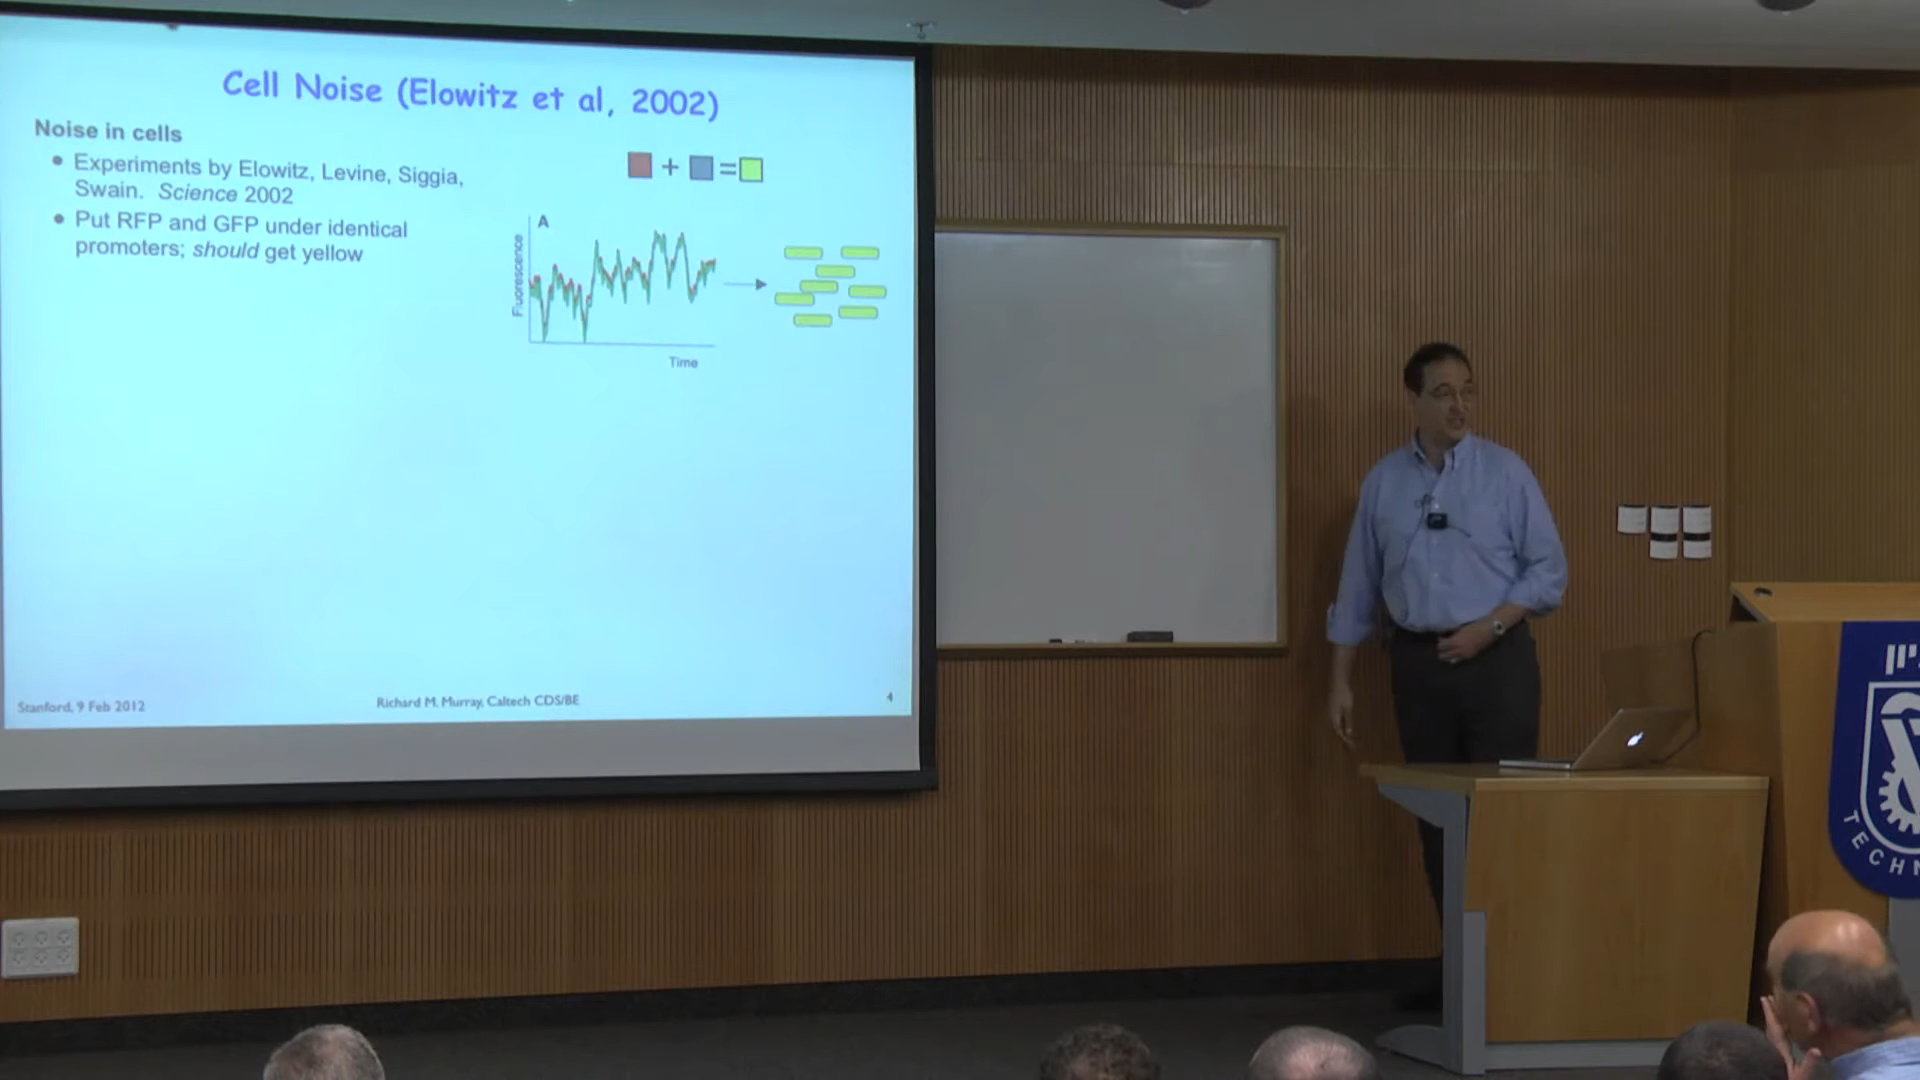 Cell Noise (Elowitz et al, 2002)
Noise in cells
• Experiments by Elowitz, Levine, Siggia,
Swain. Science 2002
• Put RFP and GFP under identical
promoters; should get yellow
+ =
A
Fluorescence
Time
Stanford, 9 Feb 2012
Richard M. Murray, Caltech CDS/BE
4